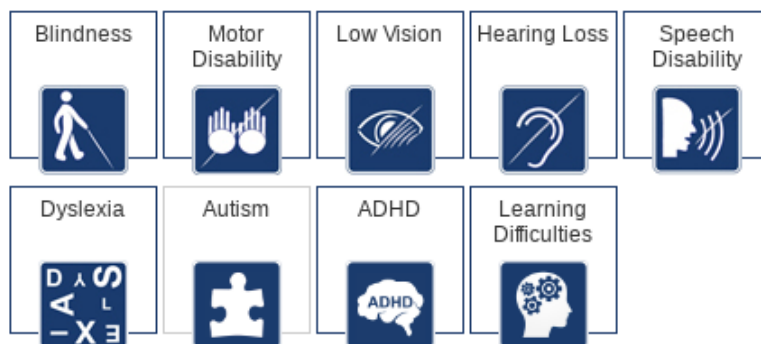 Blindness
Motor
Disability
Low Vision
Hearing Loss
Speech
Disability
Dyslexia
Autism
ADHD
Learning
Difficulties
D Y S
A L
I X E
ADHD